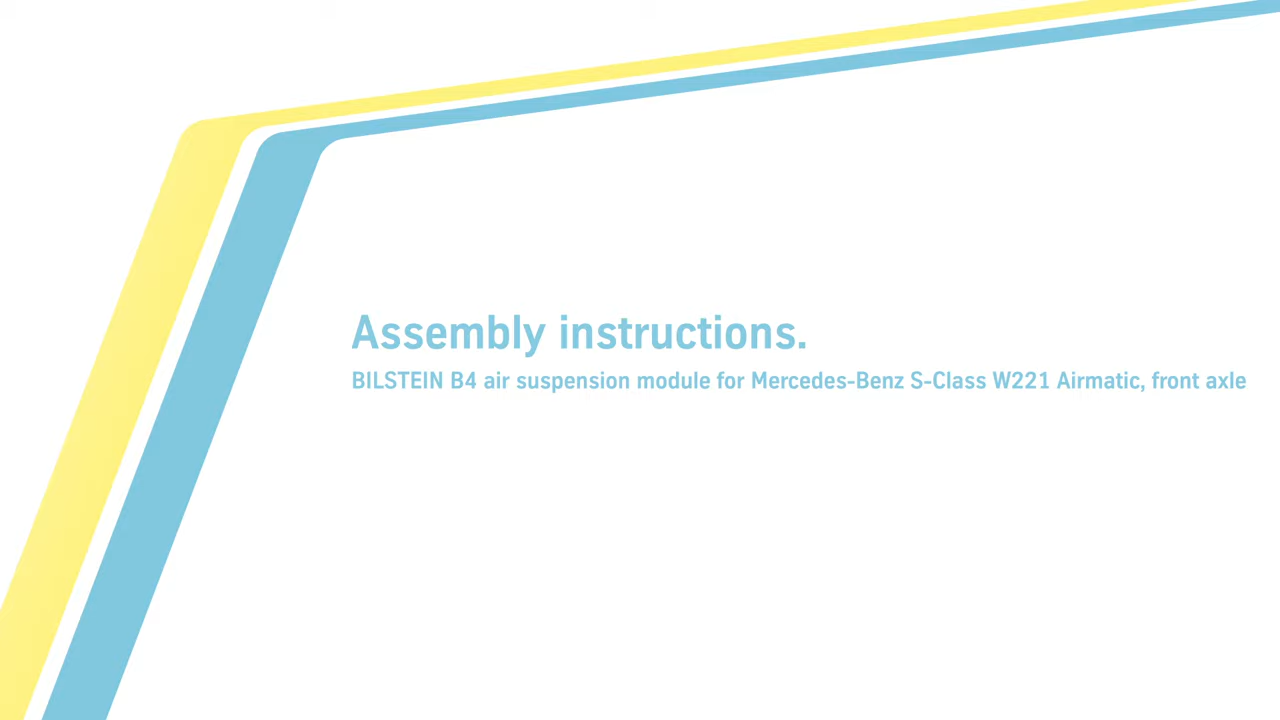 Assembly instructions.
BILSTEIN B4 air suspension module for Mercedes-Benz S-Class W221 Airmatic, front axle